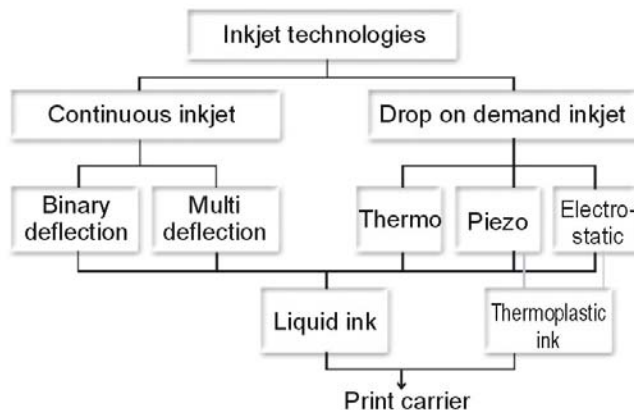 Inkjet technologies
Continuous inkjet
Drop on demand inkjet
Binary
deflection
Multi
deflection
Thermo
Piezo
Electro-
static
Liquid ink
Thermoplastic
ink
Print carrier